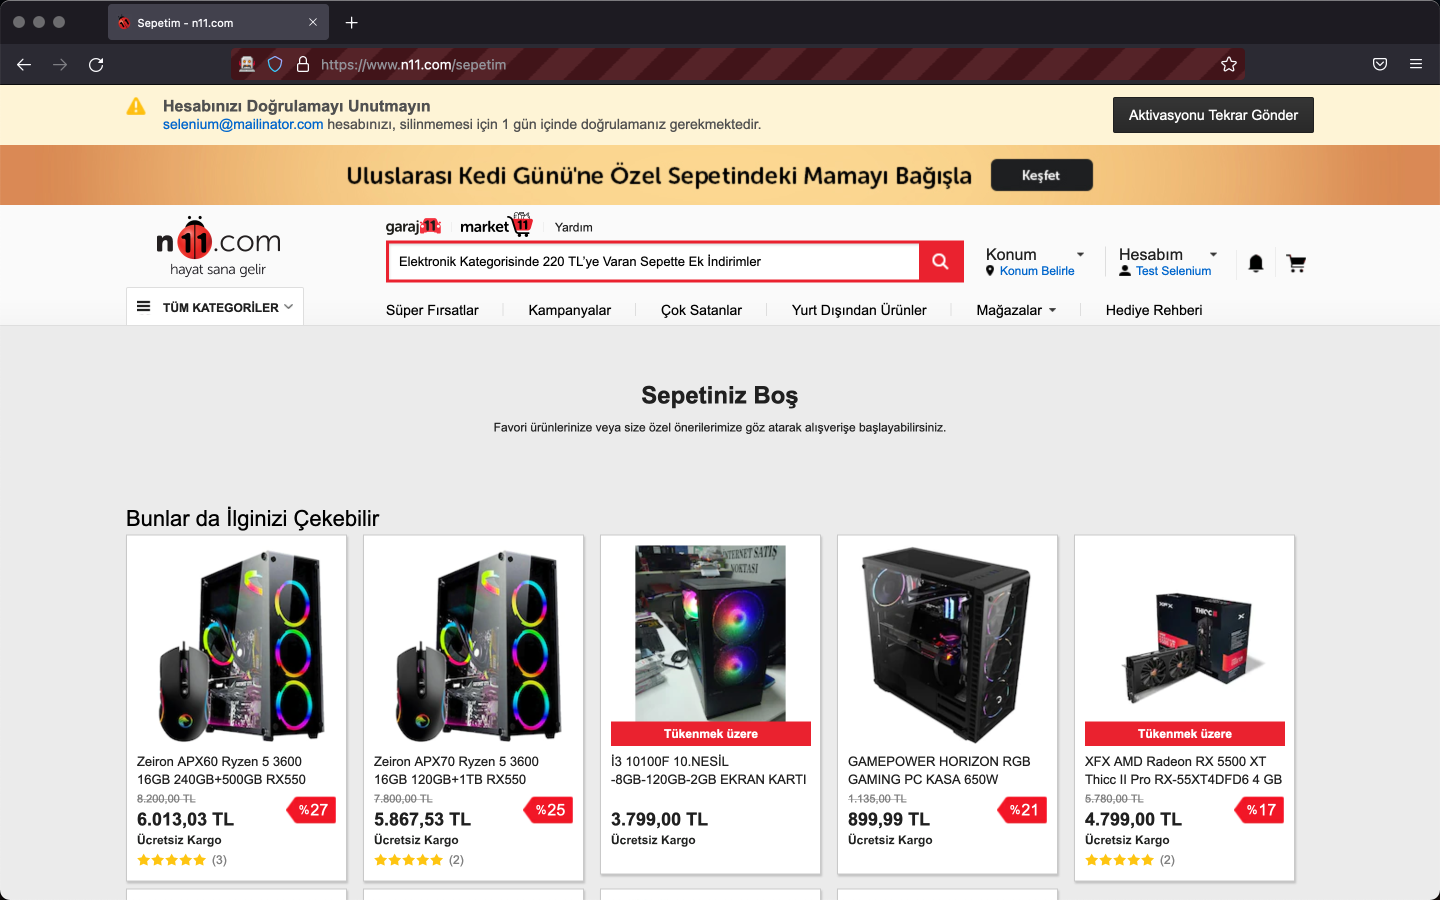 Sepetim - n11.com
https://www.n11.com/sepetim
Hesabınızı Doğrulamayı Unutmayın
selenium@mailinator.com hesabınızı, silinmemesi için 1 gün içinde doğrulamanız gerekmektedir.
Aktivasyonu Tekrar Gönder
Uluslarası Kedi Günü'ne Özel Sepetindeki Mamayı Bağışla
Keşfet
n11.com
hayat sana gelir
garaj11
market11
Yardım
Elektronik Kategorisinde 220 TL'ye Varan Sepette Ek İndirimler
Konum
Konum Belirle
Hesabım
Test Selenium
TÜM KATEGORİLER
Süper Fırsatlar
Kampanyalar
Çok Satanlar
Yurt Dışından Ürünler
Mağazalar
Hediye Rehberi
Sepetiniz Boş
Favori ürünlerinize veya size özel önerilerimize göz atarak alışverişe başlayabilirsiniz.
Bunlar da İlginizi Çekebilir
Zeiron APX60 Ryzen 5 3600
16GB 240GB+500GB RX550
8.200,00 TL
6.013,03 TL
%27
Ücretsiz Kargo
(3)
Zeiron APX70 Ryzen 5 3600
16GB 120GB+1TB RX550
7.800,00 TL
5.867,53 TL
%25
Ücretsiz Kargo
(2)
İNTERNET SATIŞ
NOKTASI
Tükenmek üzere
İ3 10100F 10.NESİL
-8GB-120GB-2GB EKRAN KARTI
3.799,00 TL
Ücretsiz Kargo
GAMEPOWER HORIZON RGB
GAMING PC KASA 650W
1.135,00 TL
899,99 TL
%21
Ücretsiz Kargo
XFX
THICC II
Tükenmek üzere
XFX AMD Radeon RX 5500 XT
Thicc II Pro RX-55XT4DFD6 4 GB
5.780,00 TL
4.799,00 TL
%17
Ücretsiz Kargo
(2)